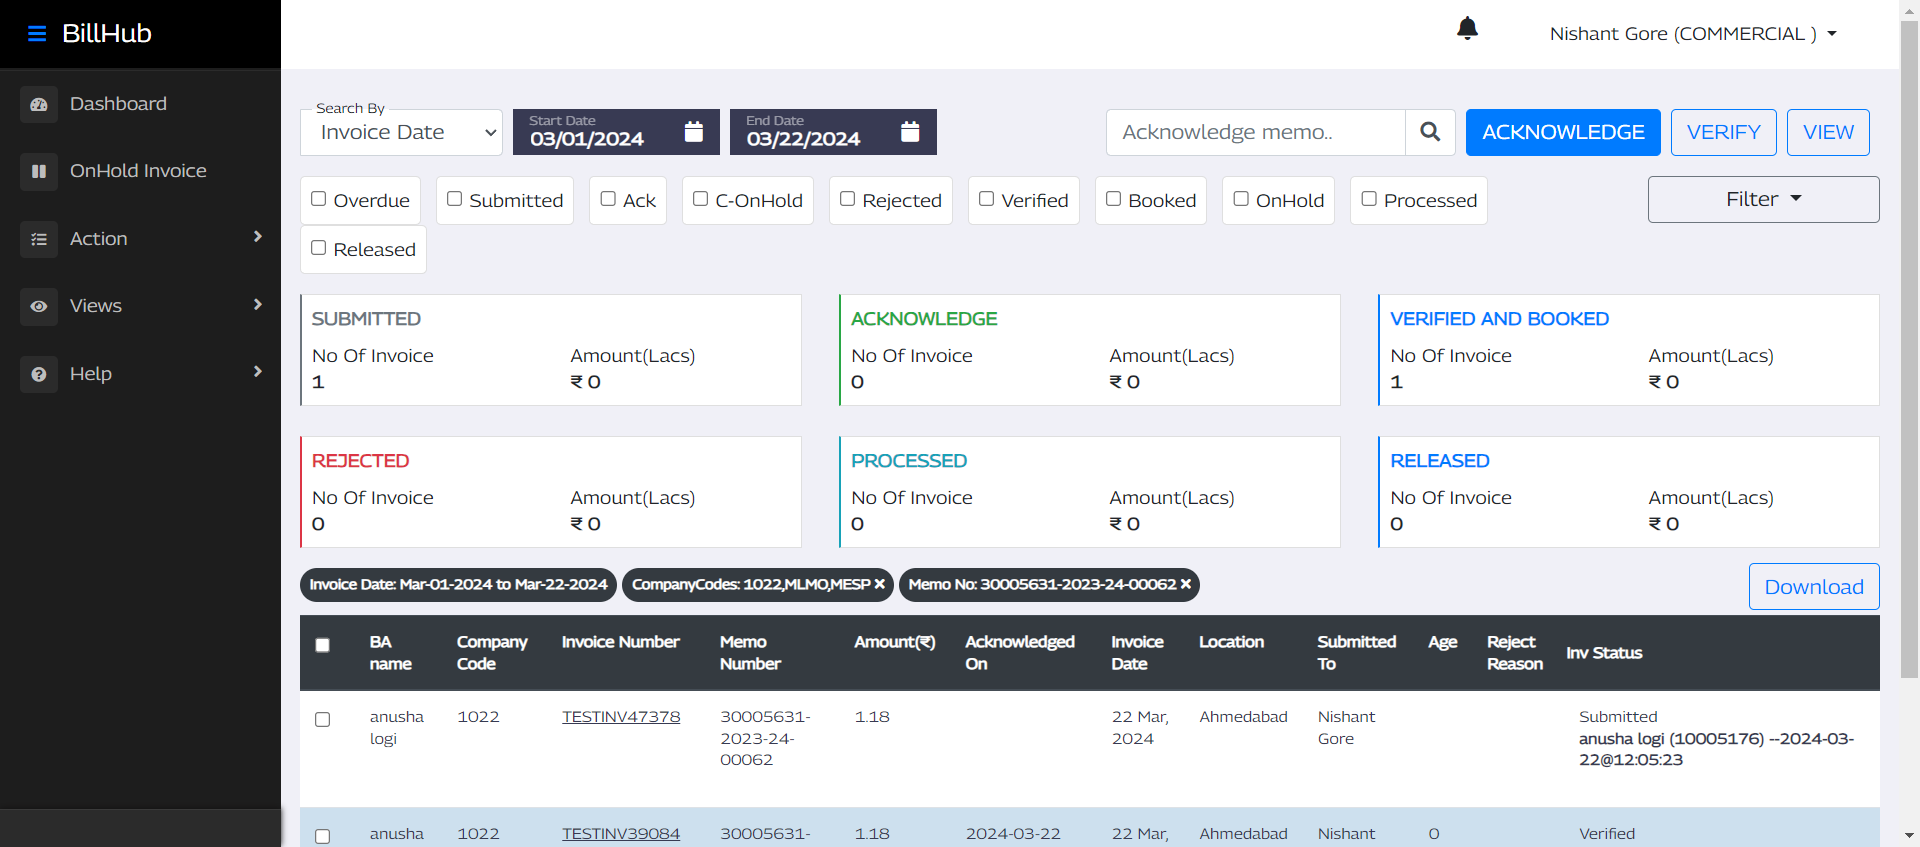 BillHub
Nishant Gore (COMMERCIAL )
Dashboard
OnHold Invoice
Action
Views
Help
Search By
Invoice Date
Start Date
03/01/2024
End Date
03/22/2024
Acknowledge memo..
ACKNOWLEDGE
VERIFY
VIEW
Overdue
Submitted
Ack
C-OnHold
Rejected
Verified
Booked
OnHold
Processed
Filter
Released
SUBMITTED
No Of Invoice Amount(Lacs)
1 ₹ 0
ACKNOWLEDGE
No Of Invoice Amount(Lacs)
0 ₹ 0
VERIFIED AND BOOKED
No Of Invoice Amount(Lacs)
1 ₹ 0
REJECTED
No Of Invoice Amount(Lacs)
0 ₹ 0
PROCESSED
No Of Invoice Amount(Lacs)
0 ₹ 0
RELEASED
No Of Invoice Amount(Lacs)
0 ₹ 0
Invoice Date: Mar-01-2024 to Mar-22-2024
CompanyCodes: 1022,MLMO,MESP ×
Memo No: 30005631-2023-24-00062 ×
Download
BA
name
Company
Code
Invoice Number
Memo
Number
Amount(₹)
Acknowledged
On
Invoice
Date
Location
Submitted
To
Age
Reject
Reason
Inv Status
anusha
logi
1022
TESTINV47378
30005631-
2023-24-
00062
1.18
22 Mar,
2024
Ahmedabad
Nishant
Gore
Submitted
anusha logi (10005176) --2024-03-
22@12:05:23
anusha
1022
TESTINV39084
30005631-
1.18
2024-03-22
22 Mar,
Ahmedabad
Nishant
0
Verified